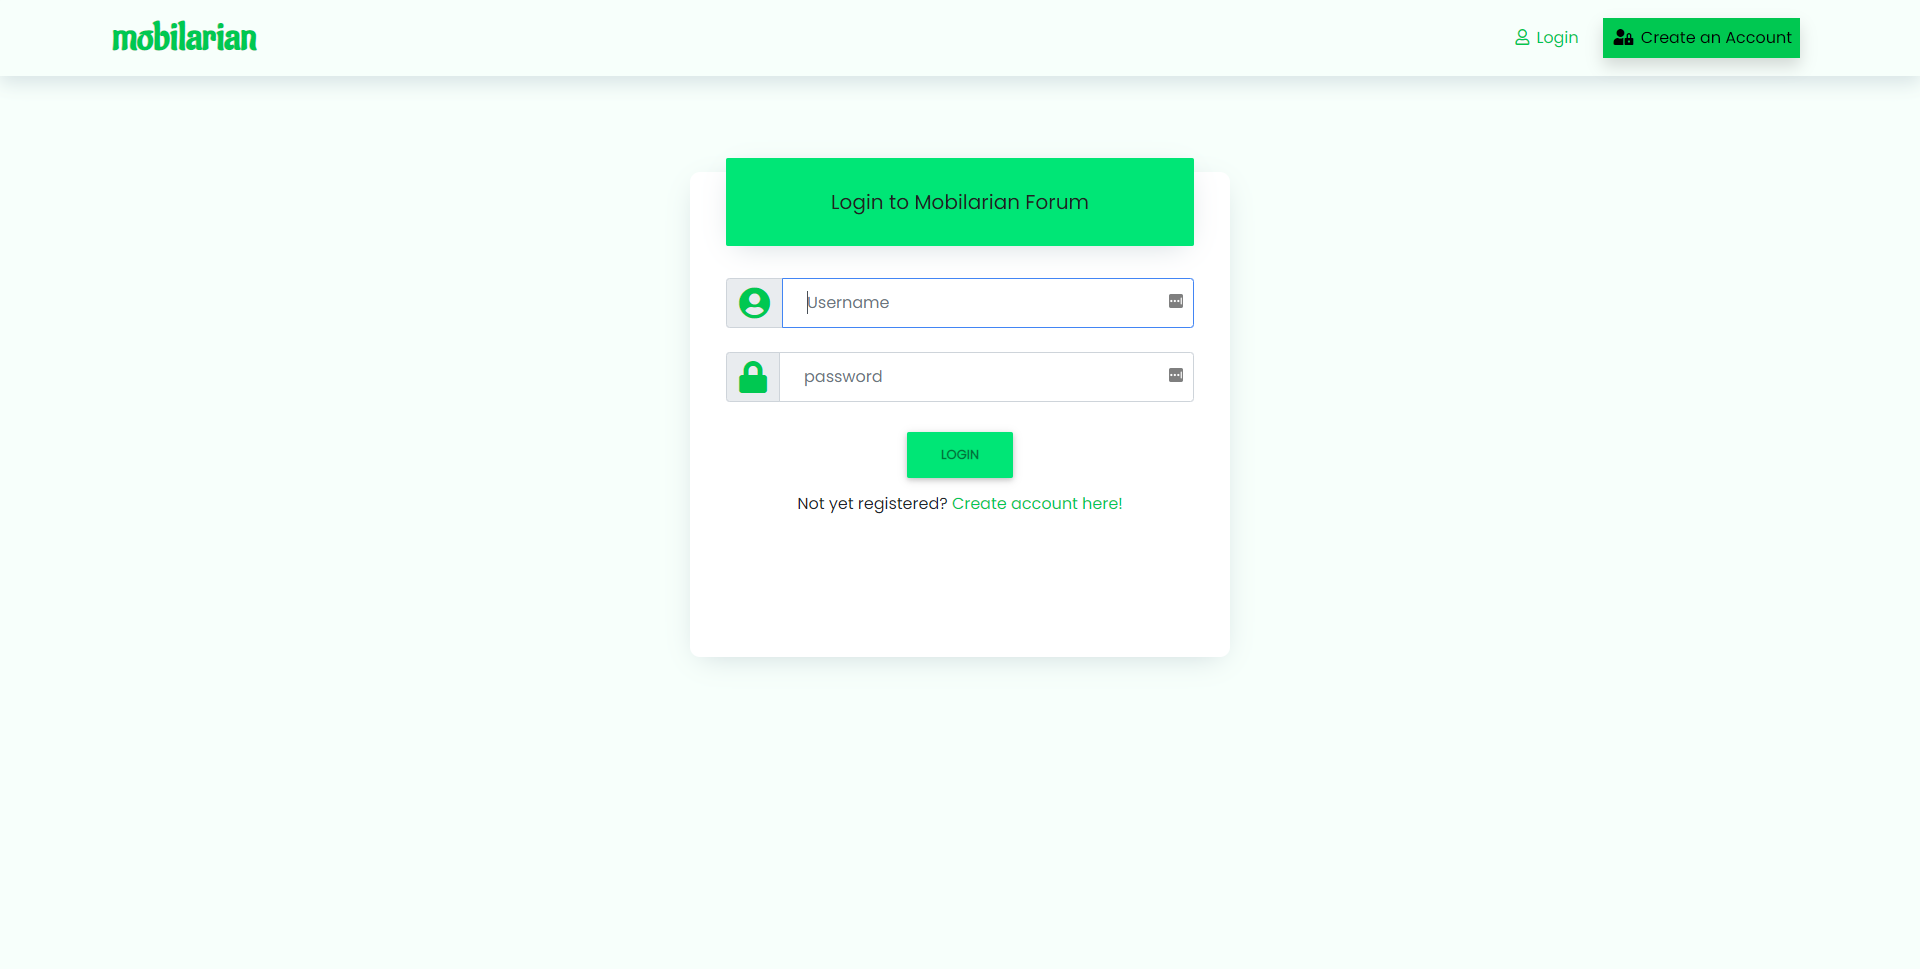 mobilarian
Login
Create an Account
Login to Mobilarian Forum
Username
password
LOGIN
Not yet registered? Create account here!